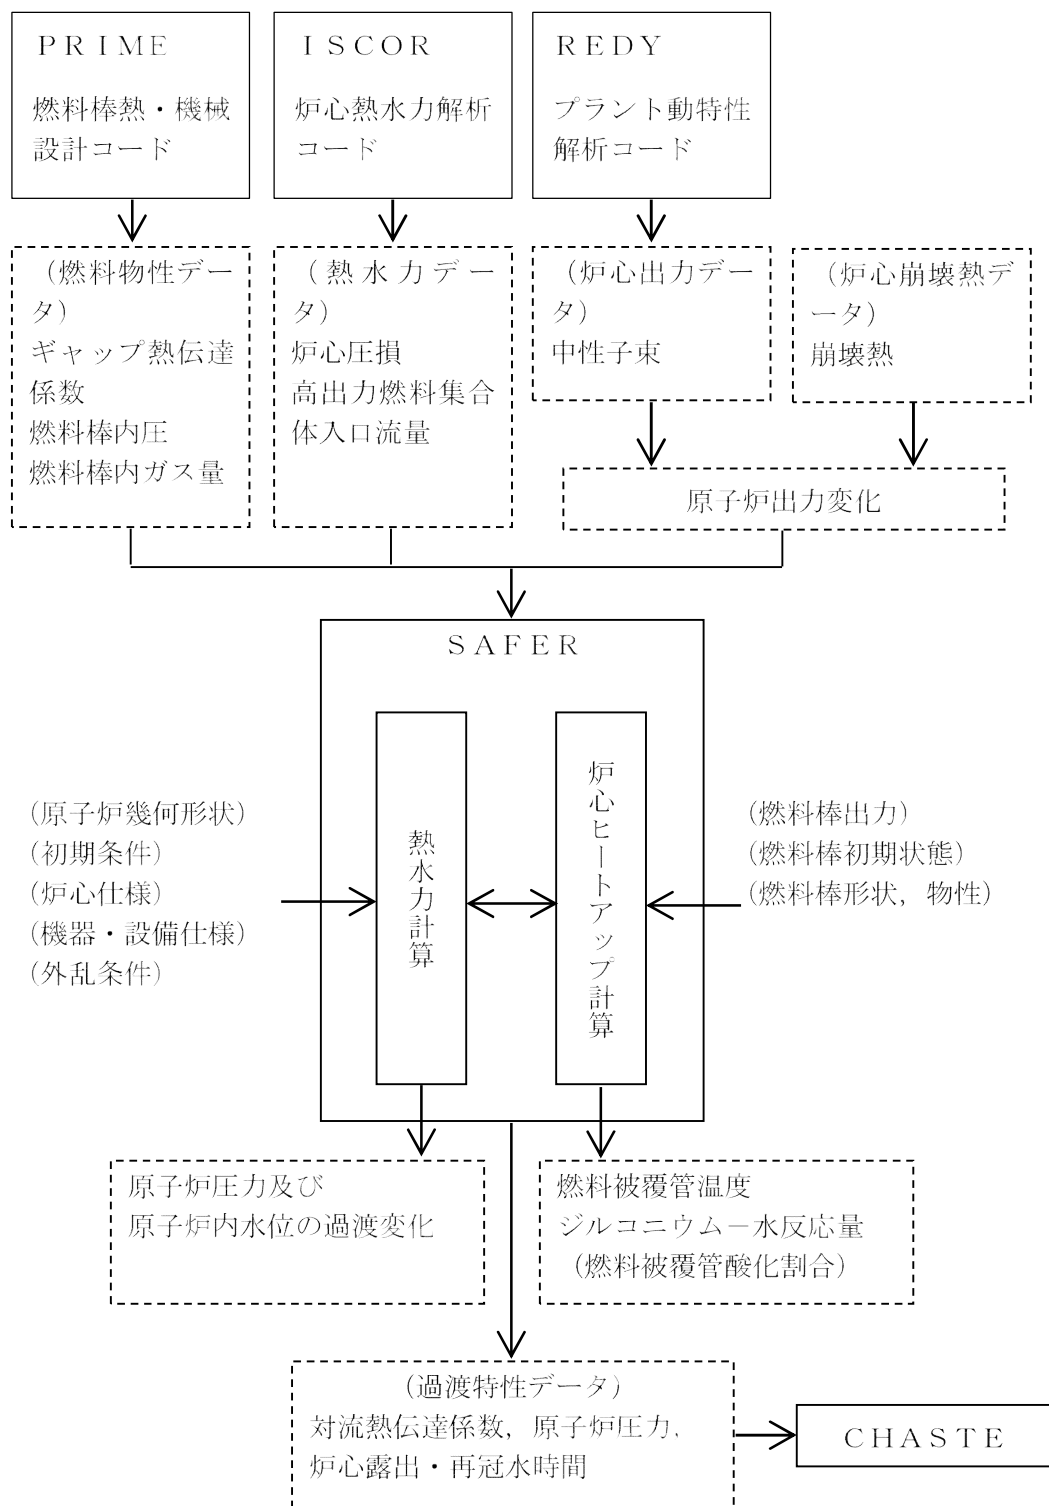 ＰＲＩＭＥ
燃料棒熱・機械
設計コード
ＩＳＣＯＲ
炉心熱水力解析
コード
ＲＥＤＹ
プラント動特性
解析コード
（燃料物性デー
タ）
ギャップ熱伝達
係数
燃料棒内圧
燃料棒内ガス量
（熱水力デー
タ）
炉心圧損
高出力燃料集合
体入口流量
（炉心出力デー
タ）
中性子束
（炉心崩壊熱デ
ータ）
崩壊熱
原子炉出力変化
ＳＡＦＥＲ
（原子炉幾何形状）
（初期条件）
（炉心仕様）
（機器・設備仕様）
（外乱条件）
熱水力計算
炉心ヒートアップ計算
（燃料棒出力）
（燃料棒初期状態）
（燃料棒形状，物性）
原子炉圧力及び
原子炉内水位の過渡変化
燃料被覆管温度
ジルコニウム－水反応量
（燃料被覆管酸化割合）
（過渡特性データ）
対流熱伝達係数，原子炉圧力，
炉心露出・再冠水時間
ＣＨＡＳＴＥ